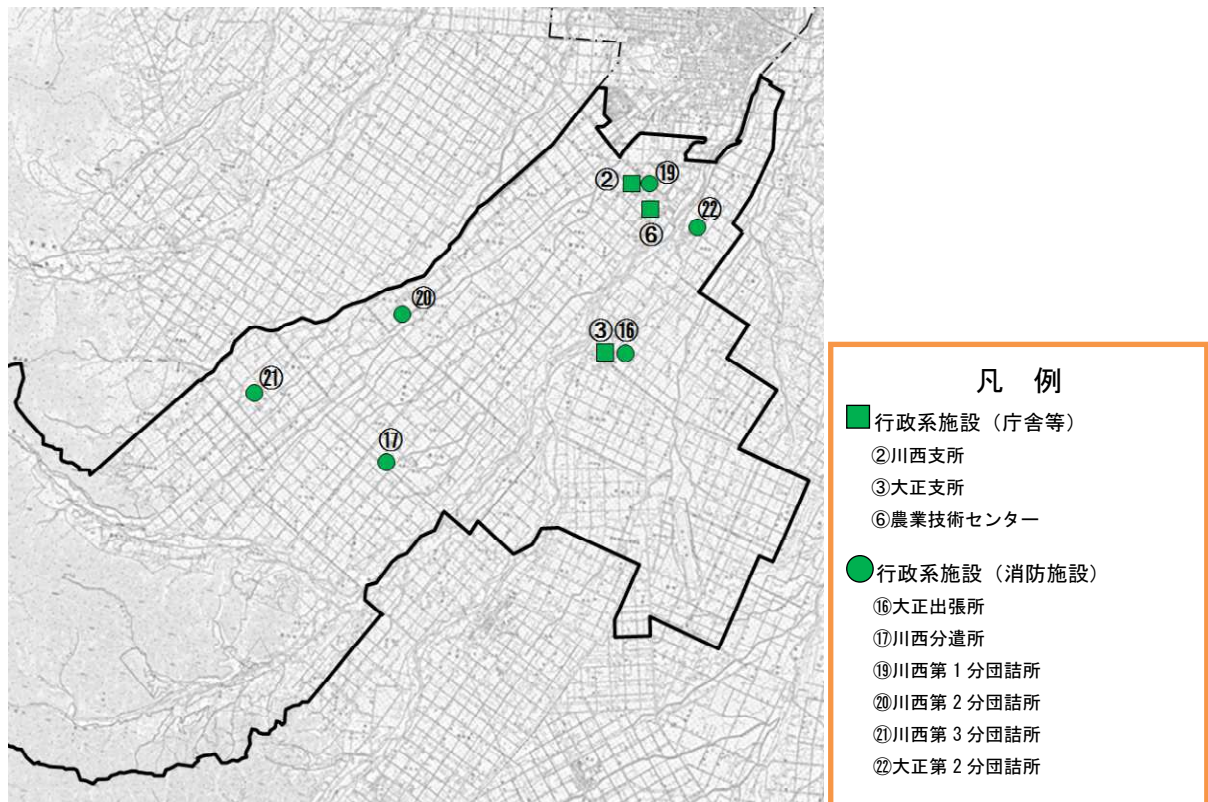 ② ⑲
⑥ ㉒
⑳
③ ⑯
㉑
⑰
凡 例
行政系施設（庁舎等）
②川西支所
③大正支所
⑥農業技術センター
行政系施設（消防施設）
⑯大正出張所
⑰川西分遣所
⑲川西第１分団詰所
⑳川西第２分団詰所
㉑川西第３分団詰所
㉒大正第２分団詰所